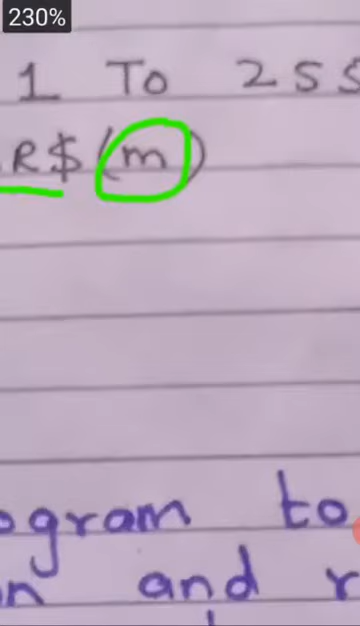 230%
1 To 255
R$(m)
ogram to
n and r